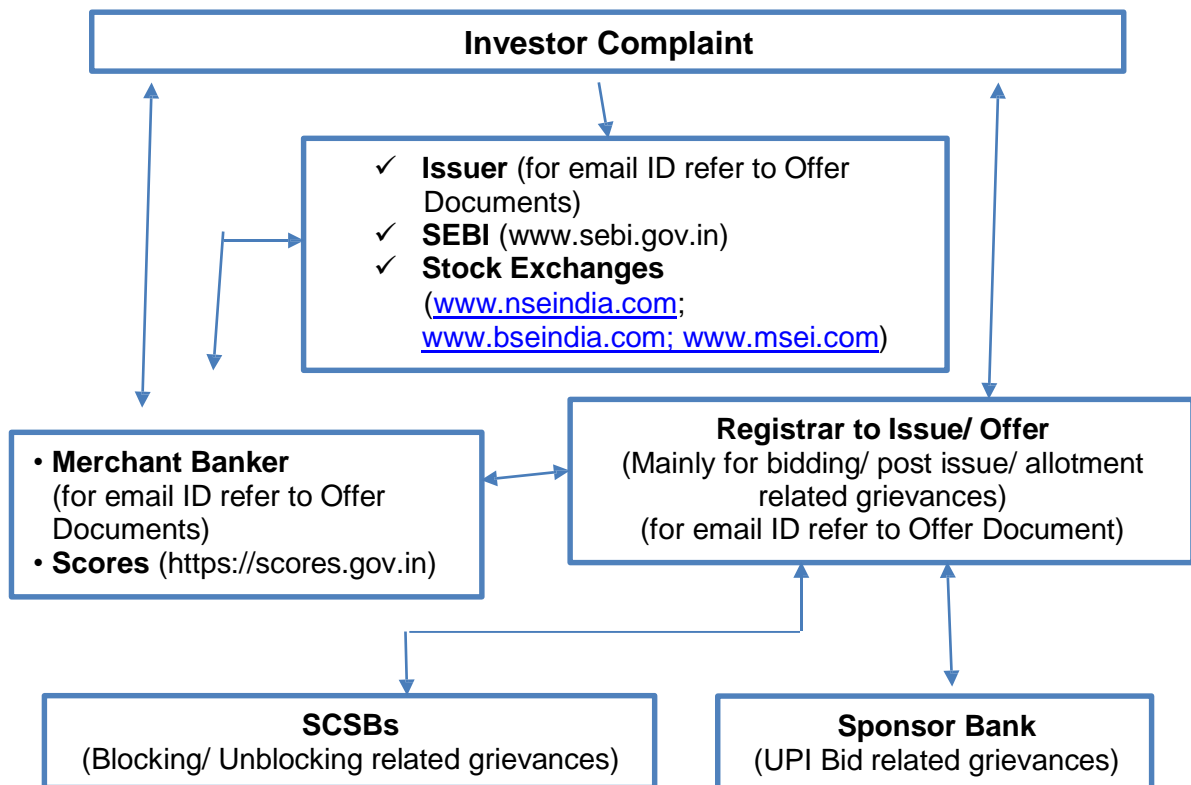 Investor Complaint
✓ Issuer (for email ID refer to Offer
Documents)
✓ SEBI (www.sebi.gov.in)
✓ Stock Exchanges
(www.nseindia.com;
www.bseindia.com; www.msei.com)
• Merchant Banker
(for email ID refer to Offer
Documents)
• Scores (https://scores.gov.in)
Registrar to Issue/ Offer
(Mainly for bidding/ post issue/ allotment
related grievances)
(for email ID refer to Offer Document)
SCSBs
(Blocking/ Unblocking related grievances)
Sponsor Bank
(UPI Bid related grievances)